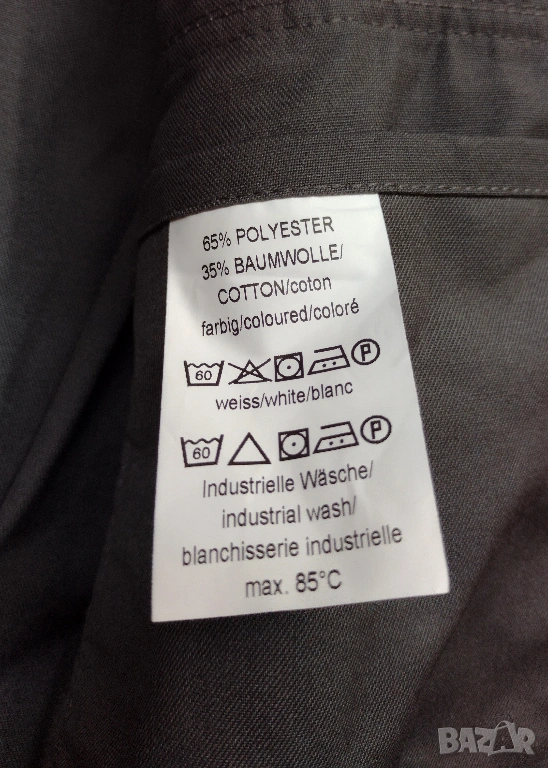 65% POLYESTER
35% BAUMWOLLE/
COTTON/coton
farbig/coloured/coloré
60 P
weiss/white/blanc
60 P
Industrielle Wäsche/
industrial wash/
blanchisserie industrielle
max. 85°C
BAZAR